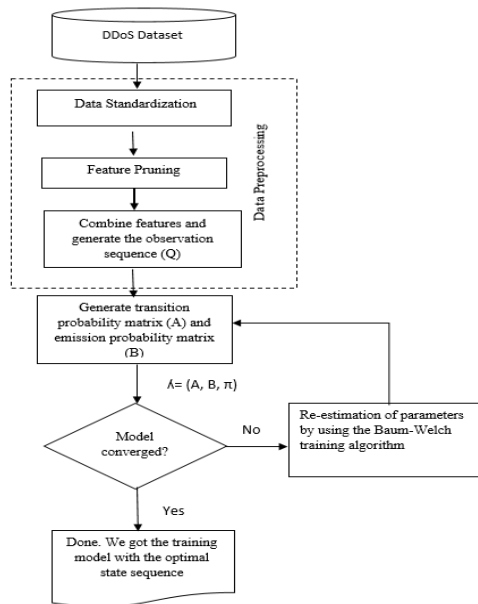 DDoS Dataset
Data Standardization
Feature Pruning
Combine features and
generate the observation
sequence (Q)
Data Preprocessing
Generate transition
probability matrix (A) and
emission probability matrix
(B)
ʎ= (A, B, π)
Model
converged?
No
Re-estimation of parameters
by using the Baum-Welch
training algorithm
Yes
Done. We got the training
model with the optimal
state sequence